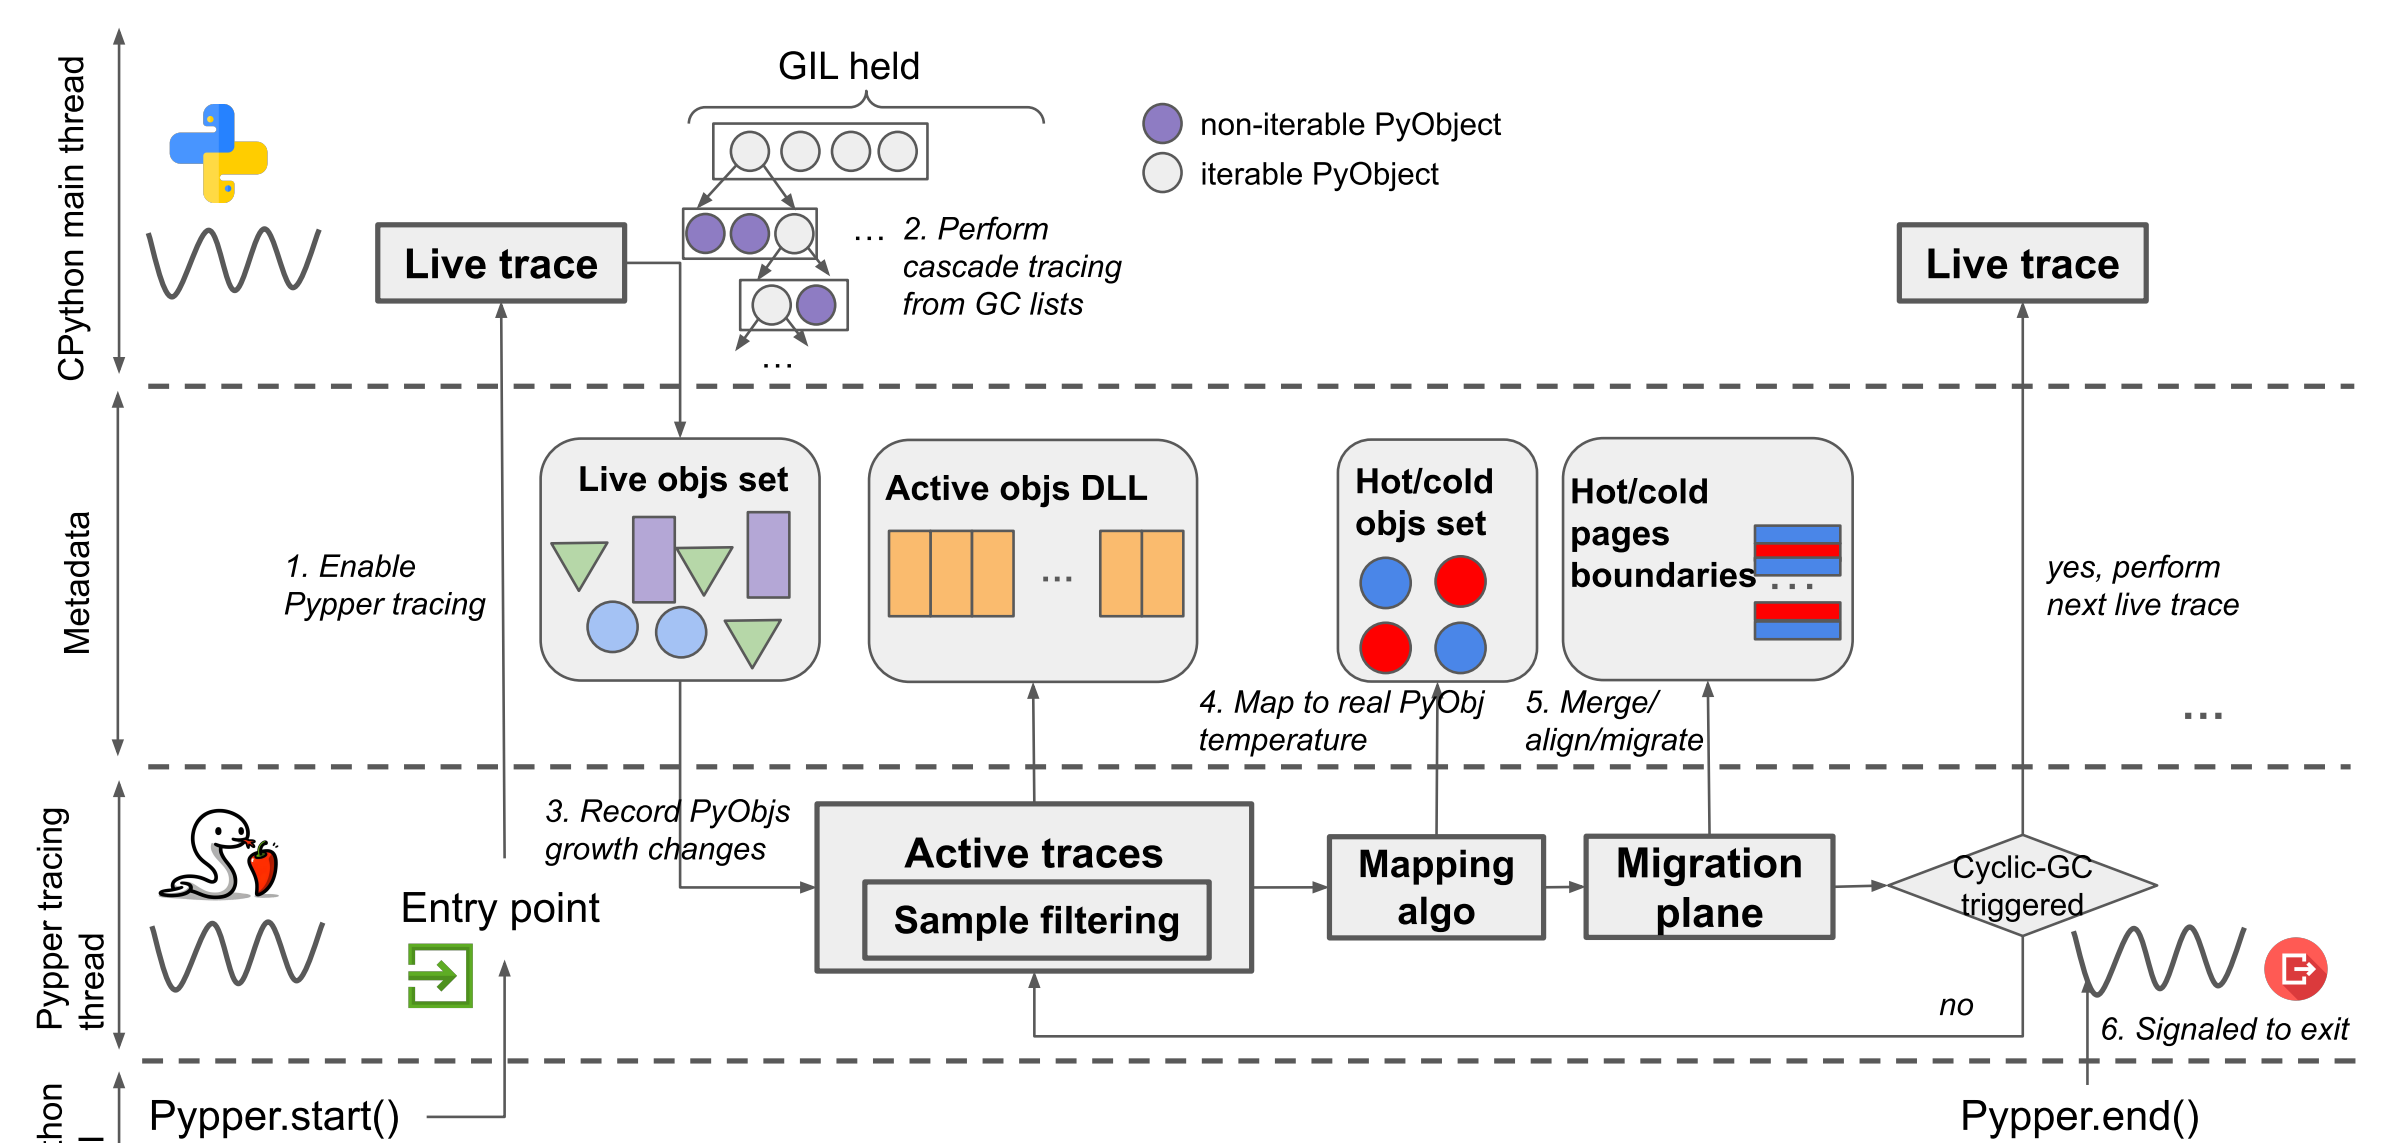 CPython main thread
GIL held
non-iterable PyObject
iterable PyObject
Live trace
… 2. Perform
cascade tracing
from GC lists
…
Live trace
Metadata
1. Enable
Pypper tracing
Live objs set
Active objs DLL
...
Hot/cold
objs set
Hot/cold
pages
boundaries
...
yes, perform
next live trace
4. Map to real PyObj
temperature
5. Merge/
align/migrate
...
Pypper tracing
thread
3. Record PyObjs
growth changes
Entry point
Active traces
Sample filtering
Mapping
algo
Migration
plane
Cyclic-GC
triggered
no
6. Signaled to exit
Pypper.start()
Pypper.end()